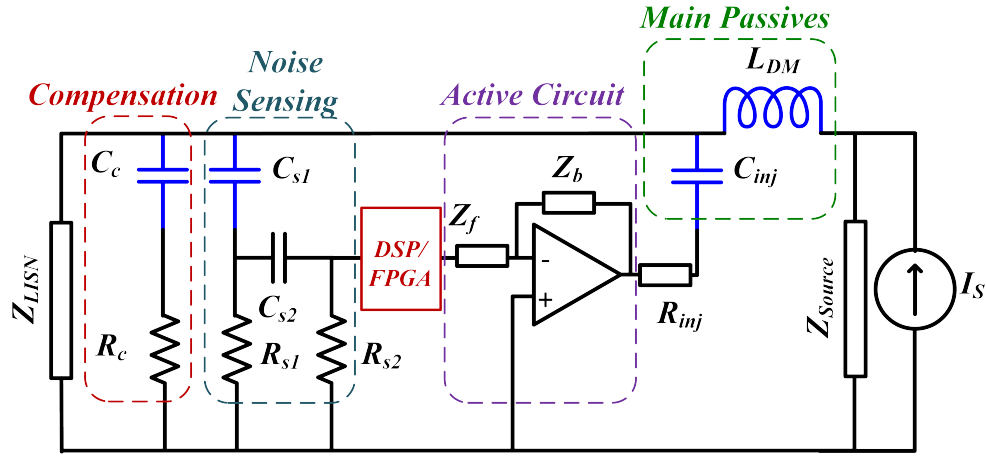 Main Passives
L_DM
Noise
Sensing
Compensation
Active Circuit
C_c
C_s1
Z_b
C_inj
Z_f
DSP/
FPGA
-
+
C_s2
Z_LISN
R_c
R_s1
R_s2
R_inj
Z_Source
I_S